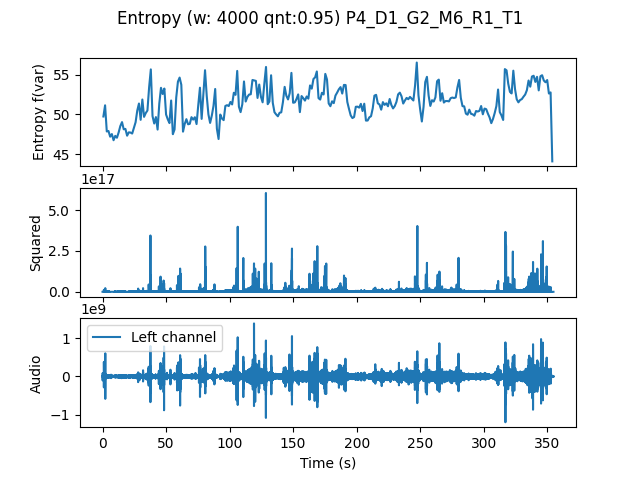 Entropy (w: 4000 qnt:0.95) P4_D1_G2_M6_R1_T1
Entropy f(var)
55
50
45
1e17
Squared
5.0
2.5
0.0
1e9
Audio
1
0
−1
Left channel
0 50 100 150 200 250 300 350
Time (s)